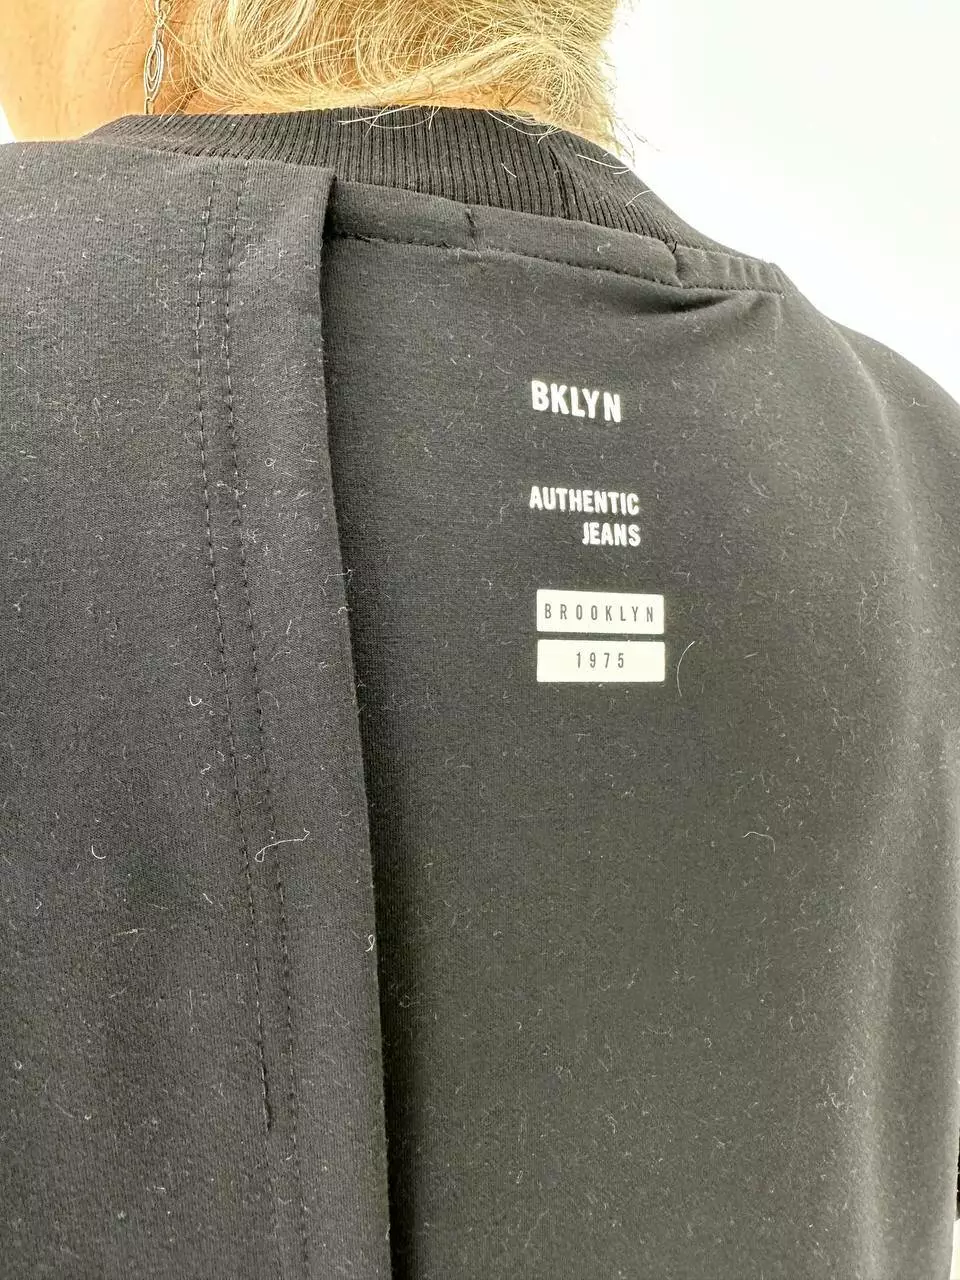 BKLYN
AUTHENTIC
JEANS
BROOKLYN
1975